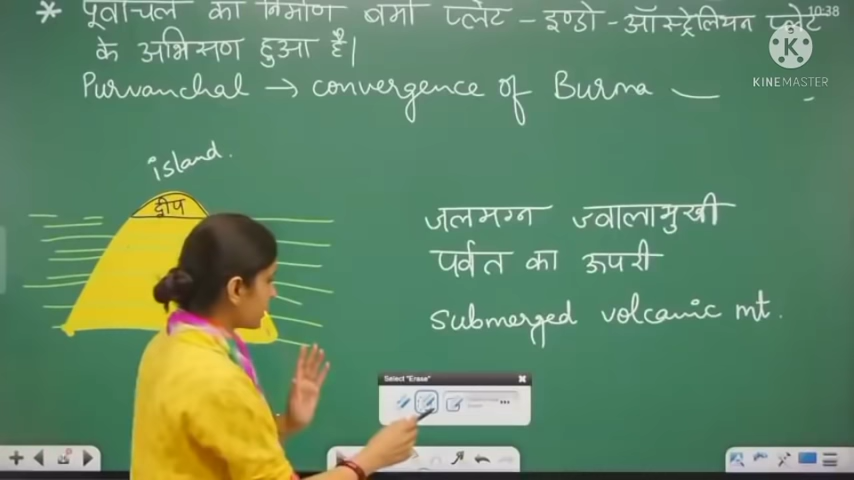 10:38
* पूर्वांचल का निर्माण बर्मा प्लेट - इण्डो - ऑस्ट्रेलियन प्लेट
के अभिसरण हुआ है।
Purvanchal → convergence of Burma
K
KINEMASTER
island.
द्वीप
जलमग्न ज्वालामुखी
पर्वत का ऊपरी
submerged volcanic mt.
Select "Erase"